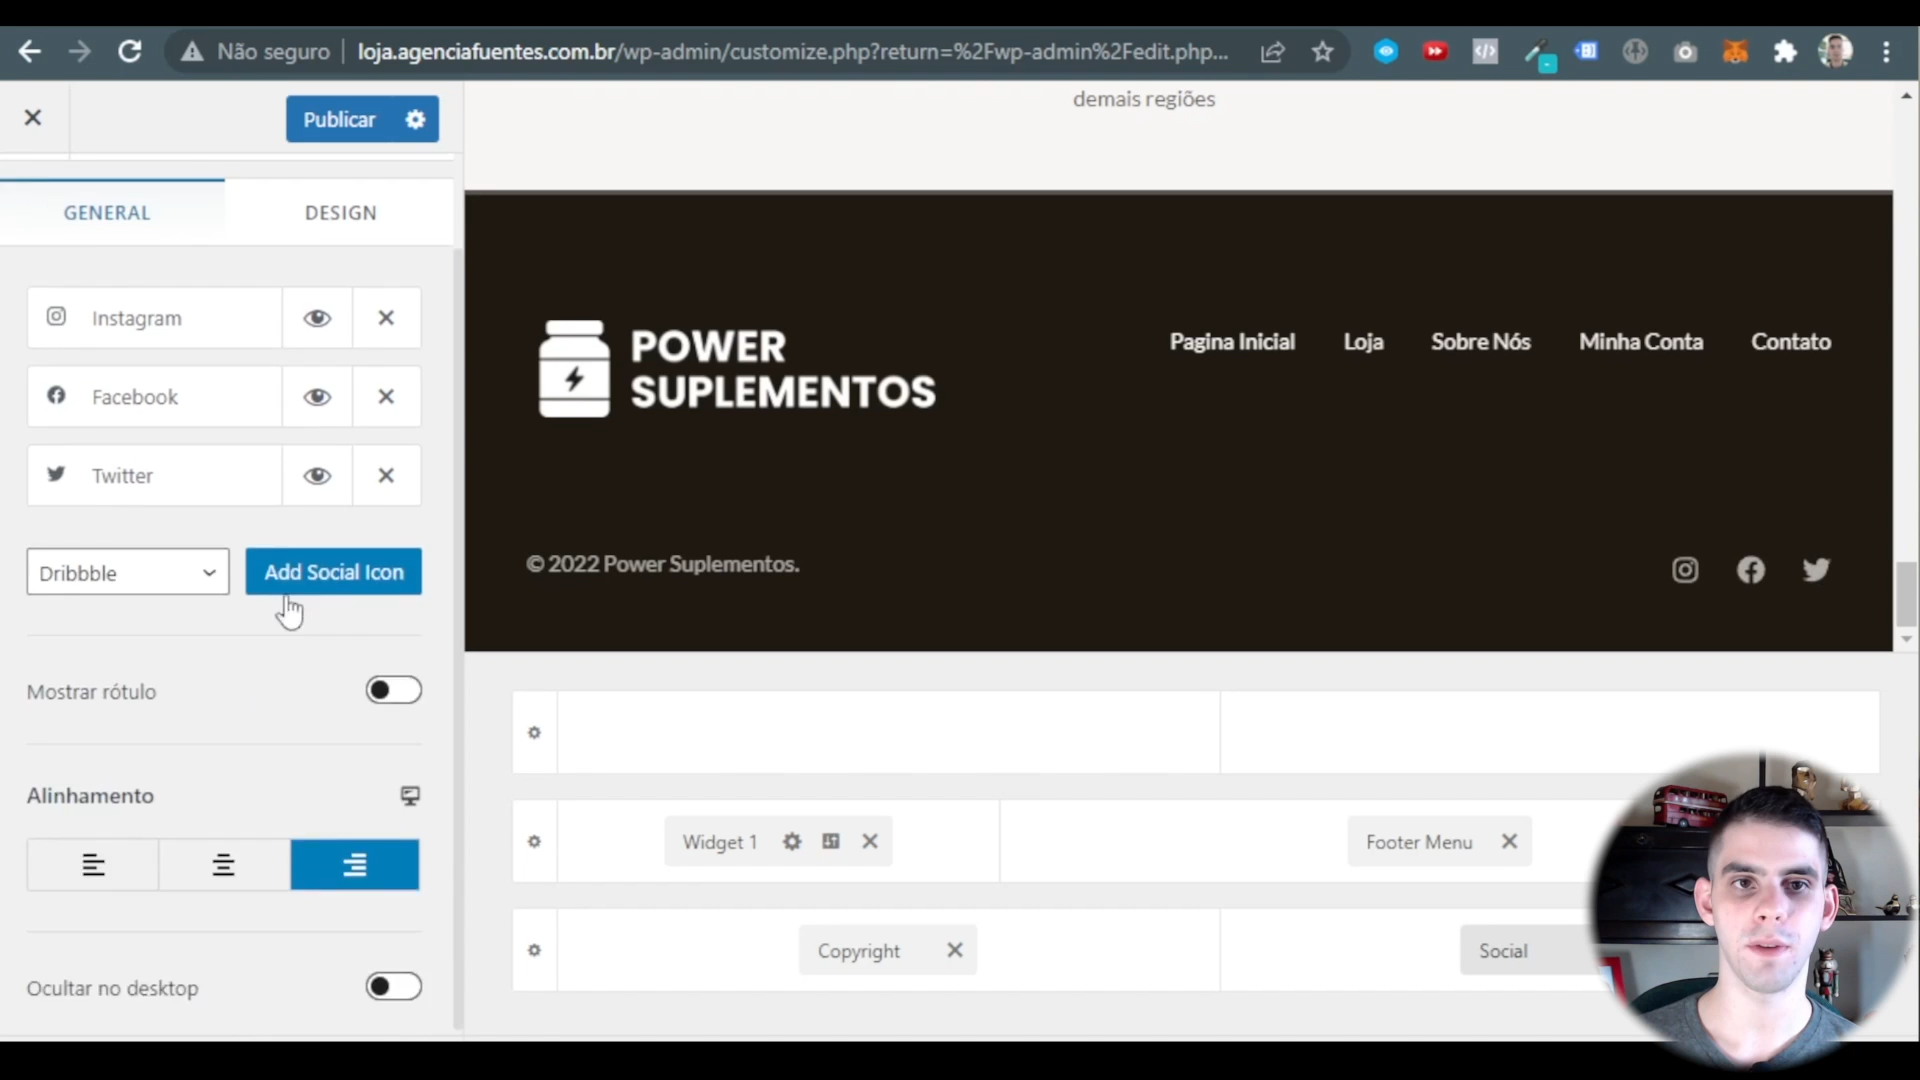 Não seguro
loja.agenciafuentes.com.br/wp-admin/customize.php?return=%2Fwp-admin%2Fedit.php...
Publicar
GENERAL
DESIGN
Instagram
Facebook
Twitter
Dribbble
Add Social Icon
Mostrar rótulo
Alinhamento
Ocultar no desktop
demais regiões
POWER
SUPLEMENTOS
Pagina Inicial
Loja
Sobre Nós
Minha Conta
Contato
© 2022 Power Suplementos.
Widget 1
Footer Menu
Copyright
Social